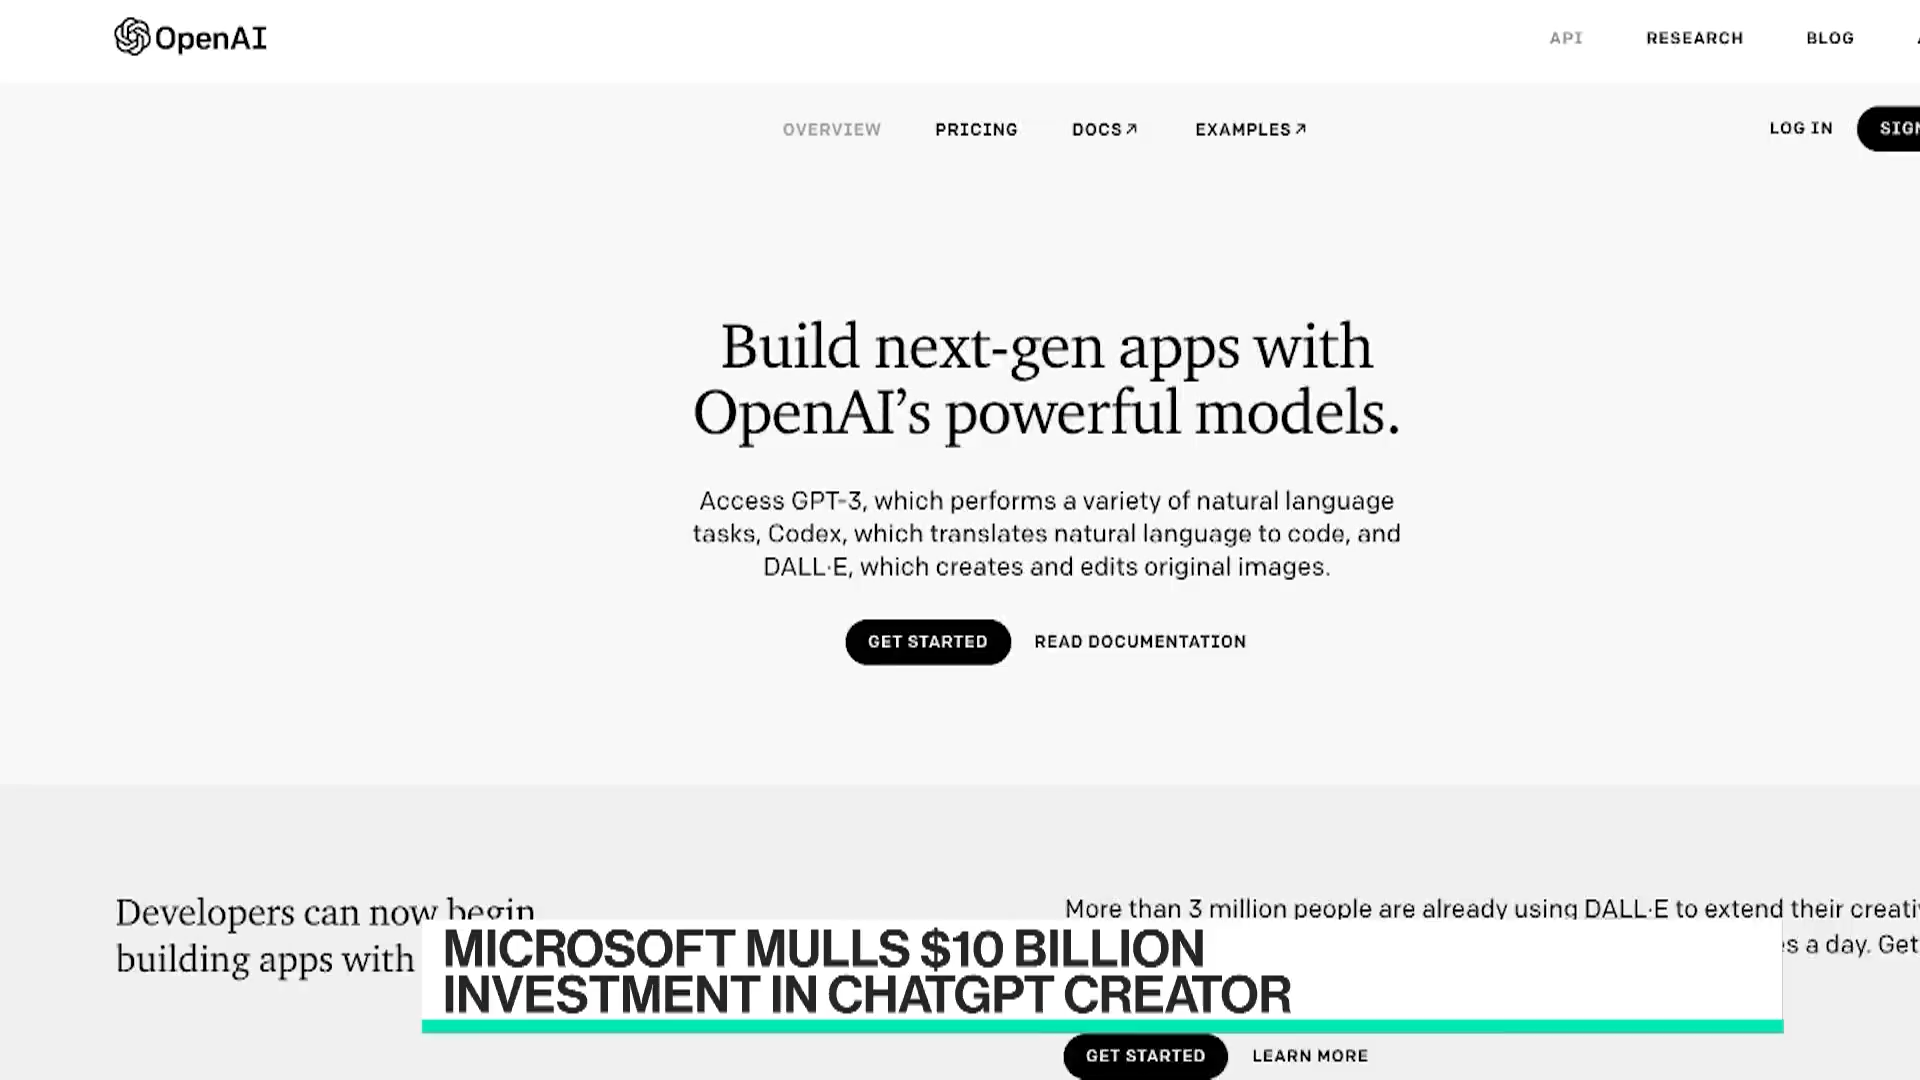 OpenAI
API RESEARCH BLOG
OVERVIEW PRICING DOCS↗ EXAMPLES↗ LOG IN
Build next-gen apps with
OpenAI’s powerful models.
Access GPT-3, which performs a variety of natural language
tasks, Codex, which translates natural language to code, and
DALL·E, which creates and edits original images.
GET STARTED READ DOCUMENTATION
Developers can now begin
building apps with
More than 3 million people are already using DALL·E to extend their
s a day. Get
MICROSOFT MULLS $10 BILLION
INVESTMENT IN CHATGPT CREATOR
GET STARTED LEARN MORE